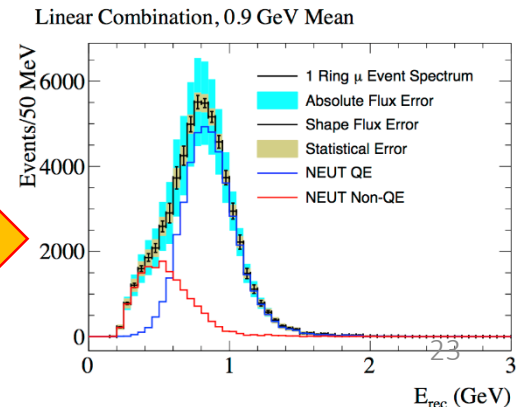 Linear Combination, 0.9 GeV Mean
Events/50 MeV
6000
4000
2000
0
1 Ring μ Event Spectrum
Absolute Flux Error
Shape Flux Error
Statistical Error
NEUT QE
NEUT Non-QE
23
0 1 2 3
E_rec (GeV)